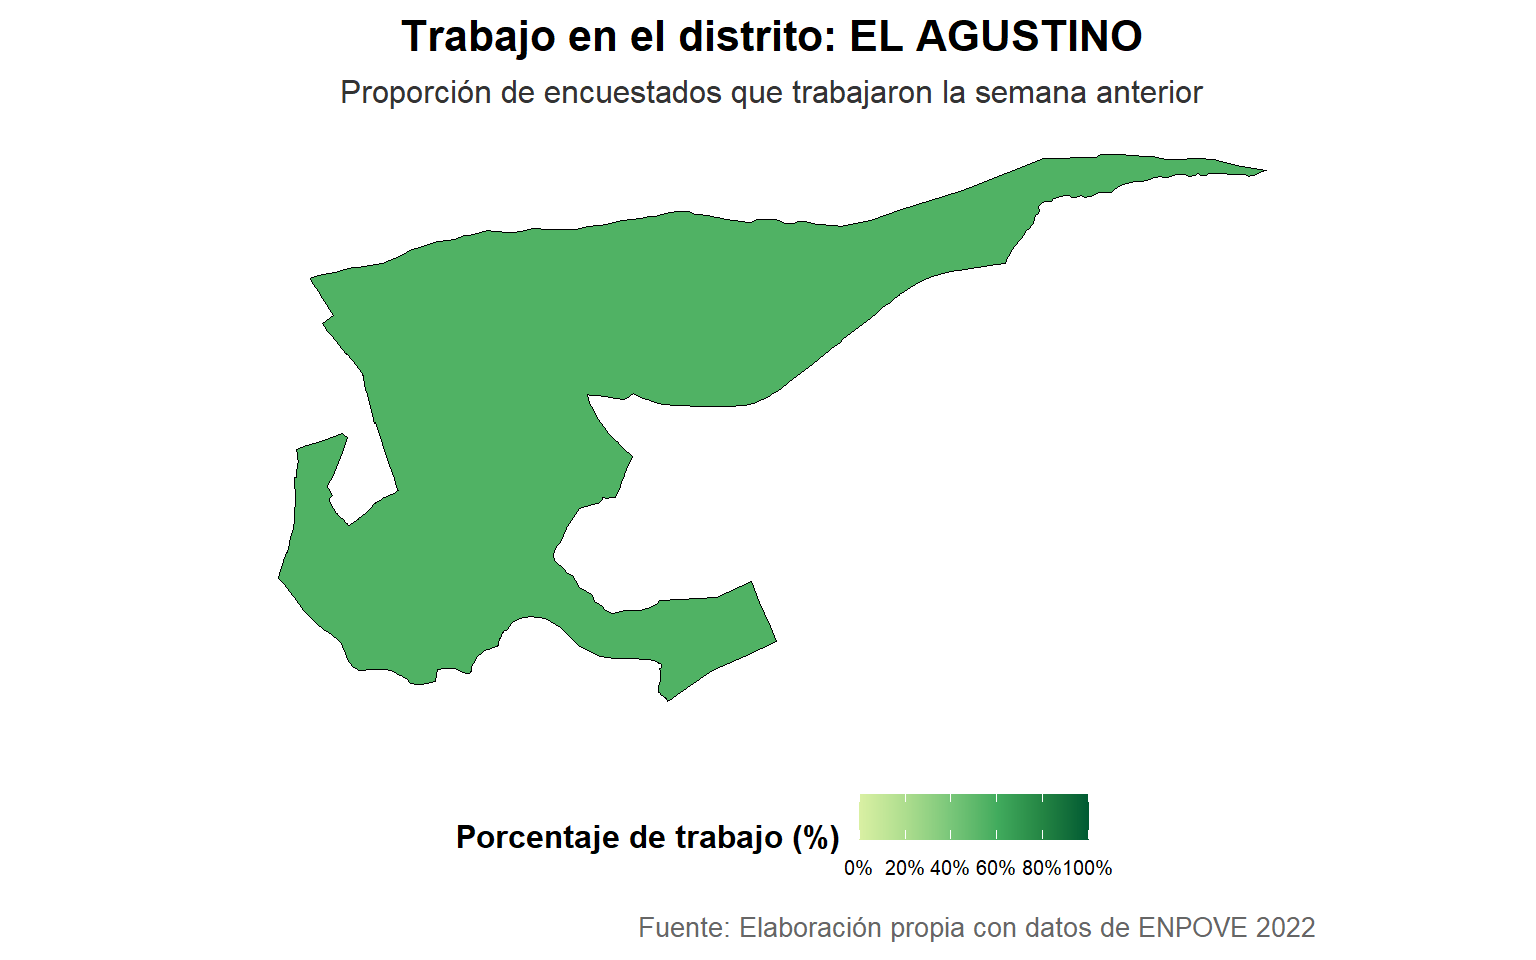 Trabajo en el distrito: EL AGUSTINO
Proporción de encuestados que trabajaron la semana anterior
Porcentaje de trabajo (%)
0% 20% 40% 60% 80% 100%
Fuente: Elaboración propia con datos de ENPOVE 2022